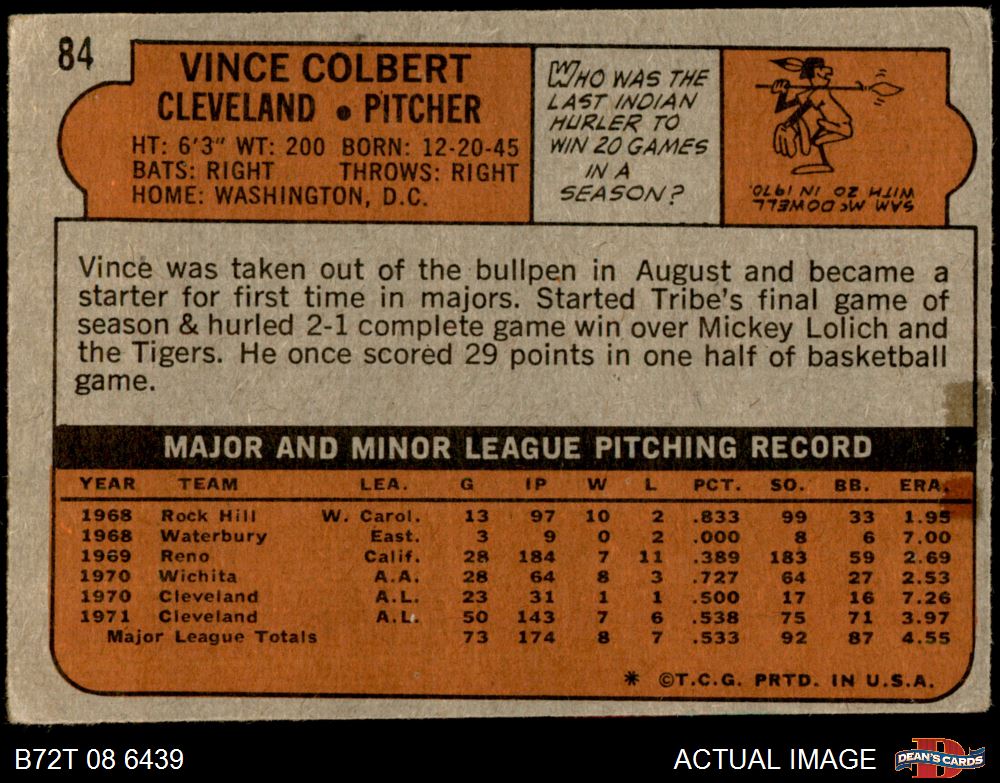 84
VINCE COLBERT
CLEVELAND • PITCHER
HT: 6'3" WT: 200 BORN: 12-20-45
BATS: RIGHT THROWS: RIGHT
HOME: WASHINGTON, D.C.
WHO WAS THE
LAST INDIAN
HURLER TO
WIN 20 GAMES
IN A
SEASON?
SAM MCDOWELL WAS
WITH 20 IN 1970.
Vince was taken out of the bullpen in August and became a
starter for first time in majors. Started Tribe's final game of
season & hurled 2-1 complete game win over Mickey Lolich and
the Tigers. He once scored 29 points in one half of basketball
game.
MAJOR AND MINOR LEAGUE PITCHING RECORD
YEAR TEAM LEA. G IP W L PCT. SO. BB. ERA.
1968 Rock Hill W. Carol. 13 97 10 2 .833 99 33 1.95
1968 Waterbury East. 3 9 0 2 .000 8 6 7.00
1969 Reno Calif. 28 184 7 11 .389 183 59 2.69
1970 Wichita A.A. 28 64 8 3 .727 64 27 2.53
1970 Cleveland A.L. 23 31 1 1 .500 17 16 7.26
1971 Cleveland A.L. 50 143 7 6 .538 75 71 3.97
Major League Totals 73 174 8 7 .533 92 87 4.55
* ©T.C.G. PRTD. IN U.S.A.
B72T 08 6439
ACTUAL IMAGE
DEAN'S CARDS